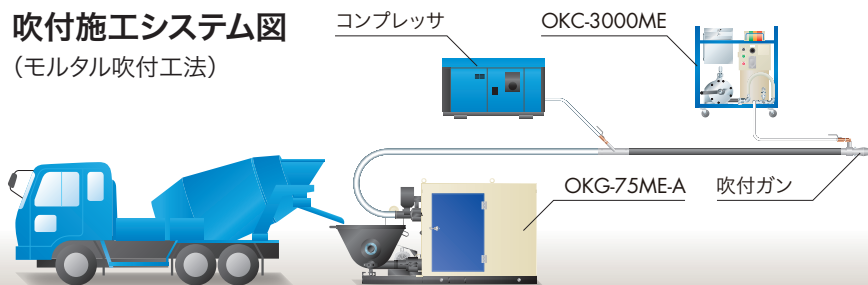 吹付施工システム図
（モルタル吹付工法）
コンプレッサ
OKC-3000ME
OKG-75ME-A
吹付ガン